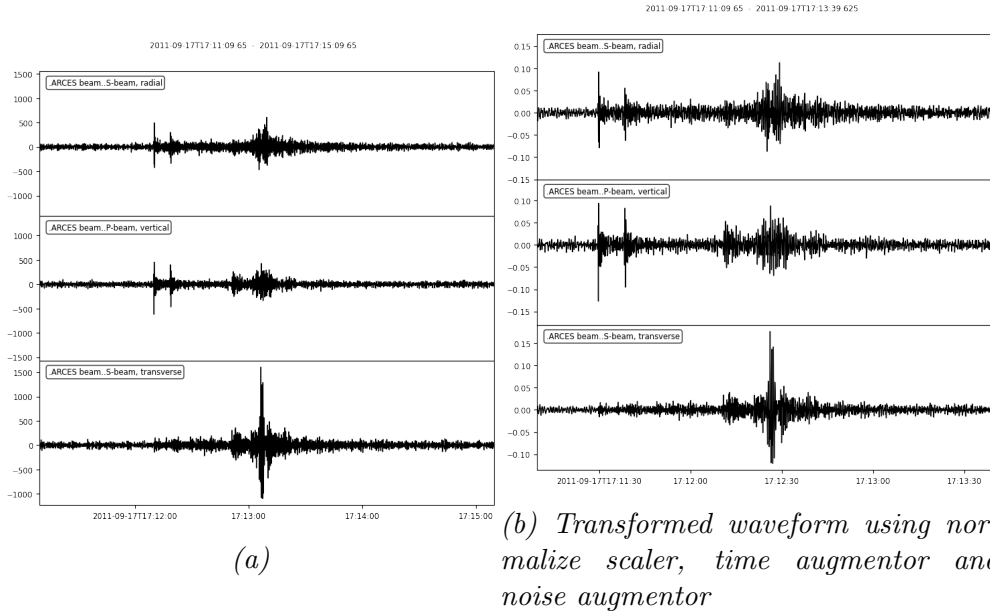 2011-09-17T17:11:09 65 - 2011-09-17T17:15 09 65
1500
.ARCES beam..S-beam, radial
1000
500
0
−500
−1000
.ARCES beam..P-beam, vertical
1000
500
0
−500
−1000
−1500
1500
.ARCES beam..S-beam, transverse
1000
500
0
−500
−1000
2011-09-17T17:12:00 17:13:00 17:14:00 17:15:00
(a)
2011-09-17T17:11:09 65 - 2011-09-17T17:13:39 625
0.15
.ARCES beam..S-beam, radial
0.10
0.05
0.00
−0.05
−0.10
−0.15
.ARCES beam..P-beam, vertical
0.10
0.05
0.00
−0.05
−0.10
−0.15
.ARCES beam..S-beam, transverse
0.15
0.10
0.05
0.00
−0.05
−0.10
2011-09-17T17:11:30 17:12:00 17:12:30 17:13:00 17:13:30
(b) Transformed waveform using nor-
malize scaler, time augmentor and
noise augmentor